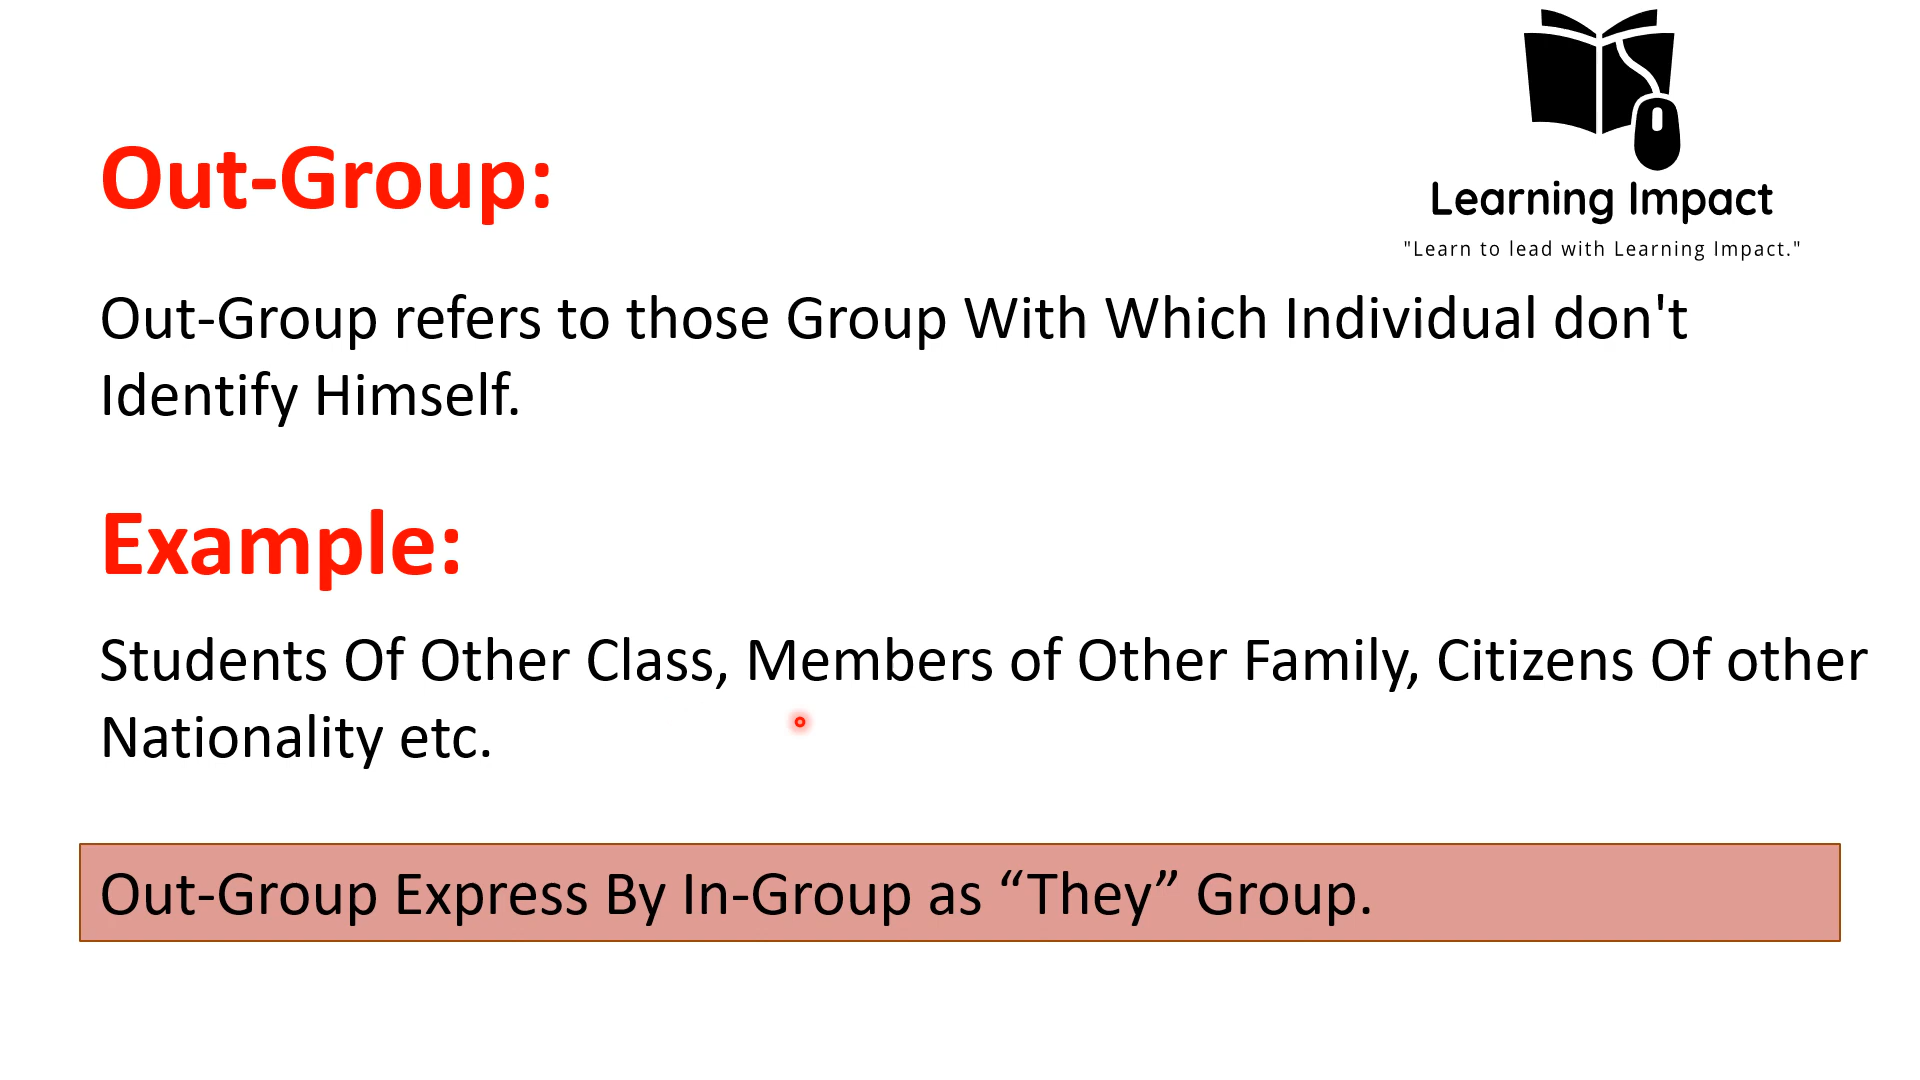 Learning Impact
"Learn to lead with Learning Impact."
Out-Group:
Out-Group refers to those Group With Which Individual don't
Identify Himself.
Example:
Students Of Other Class, Members of Other Family, Citizens Of other
Nationality etc.
Out-Group Express By In-Group as “They” Group.